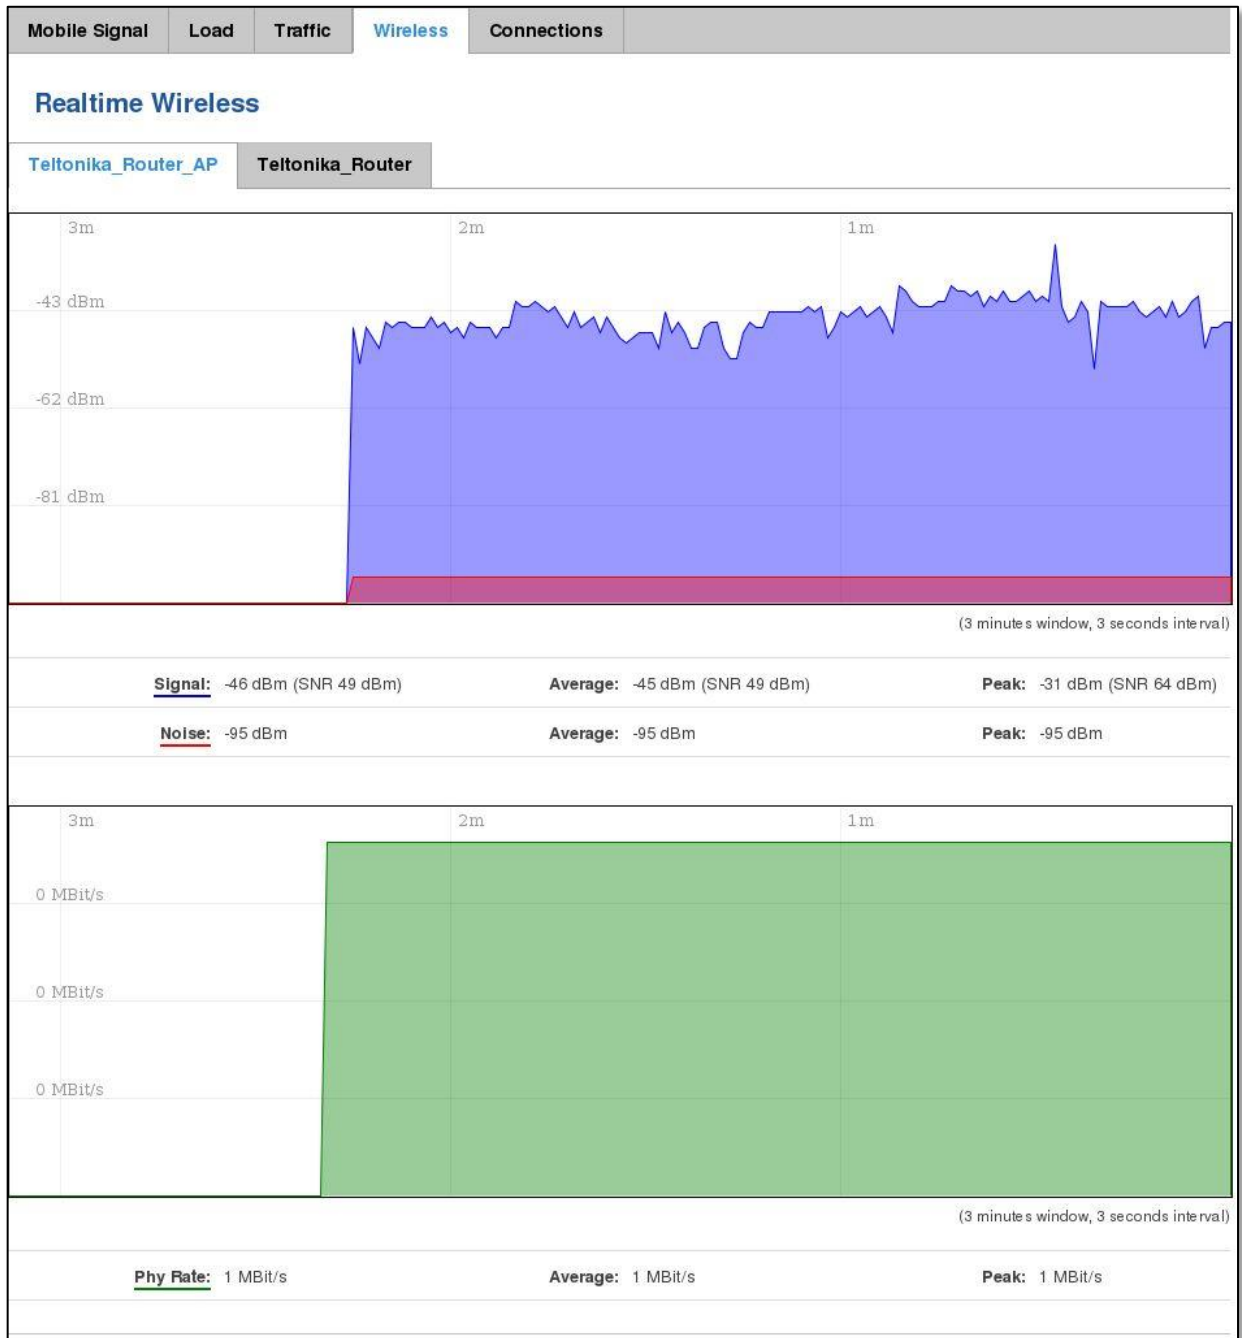 Mobile Signal Load Traffic Wireless Connections
Realtime Wireless
Teltonika_Router_AP Teltonika_Router
3m 2m 1m
-43 dBm
-62 dBm
-81 dBm
(3 minutes window, 3 seconds interval)
Signal: -46 dBm (SNR 49 dBm) Average: -45 dBm (SNR 49 dBm) Peak: -31 dBm (SNR 64 dBm)
Noise: -95 dBm Average: -95 dBm Peak: -95 dBm
3m 2m 1m
0 MBit/s
0 MBit/s
0 MBit/s
(3 minutes window, 3 seconds interval)
Phy Rate: 1 MBit/s Average: 1 MBit/s Peak: 1 MBit/s